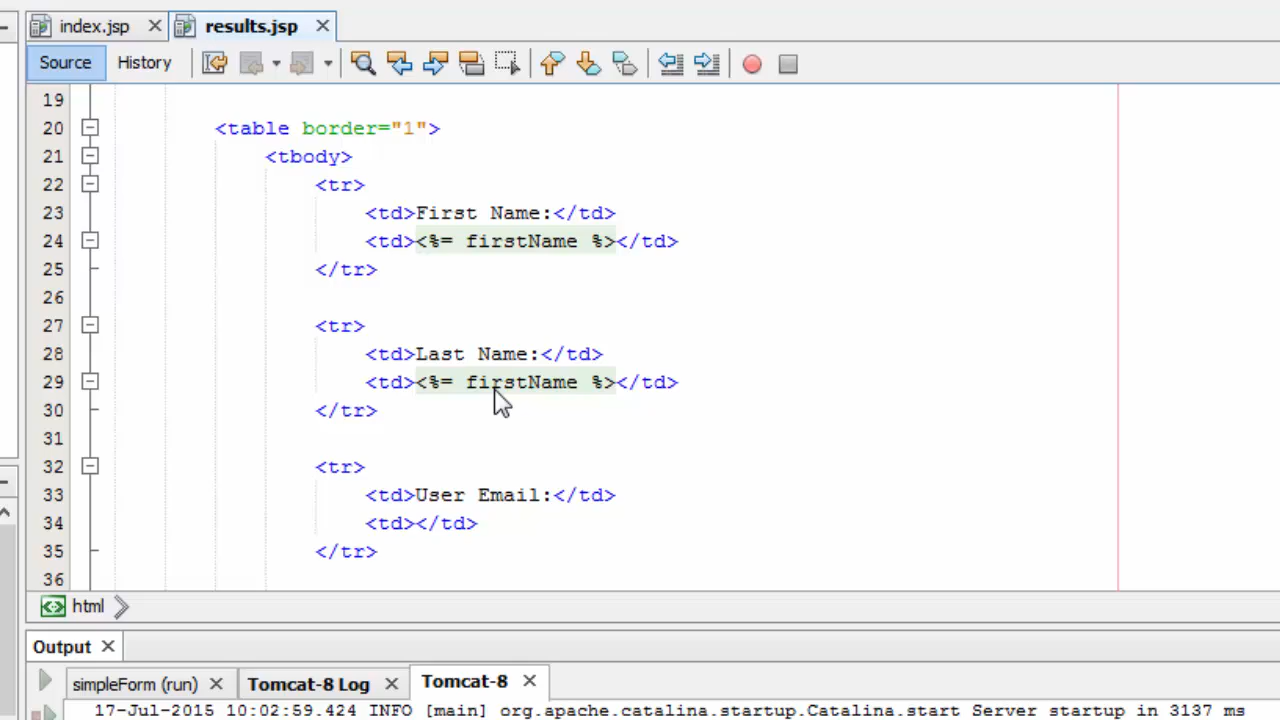 index.jsp results.jsp
Source History
19
20 <table border="1">
21 <tbody>
22 <tr>
23 <td>First Name:</td>
24 <td><%= firstName %></td>
25 </tr>
26
27 <tr>
28 <td>Last Name:</td>
29 <td><%= firstName %></td>
30 </tr>
31
32 <tr>
33 <td>User Email:</td>
34 <td></td>
35 </tr>
36
html
Output
simpleForm (run) Tomcat-8 Log Tomcat-8
17-Jul-2015 10:02:59.424 INFO [main] org.apache.catalina.startup.Catalina.start Server startup in 3137 ms